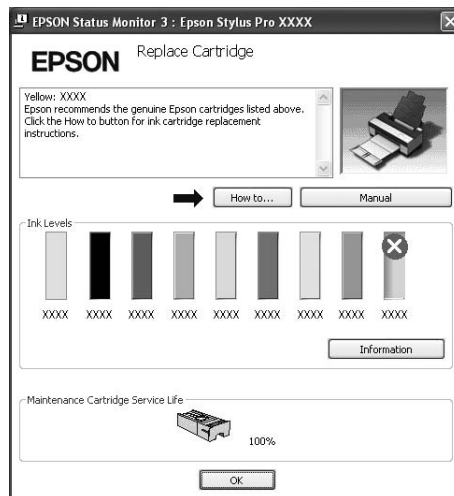 EPSON Status Monitor 3 : Epson Stylus Pro XXXX
EPSON
Replace Cartridge
Yellow: XXXX
Epson recommends the genuine Epson cartridges listed above.
Click the How to button for ink cartridge replacement
instructions.
How to...
Manual
Ink Levels
XXXX XXXX XXXX XXXX XXXX XXXX XXXX XXXX XXXX
Information
Maintenance Cartridge Service Life
100%
OK